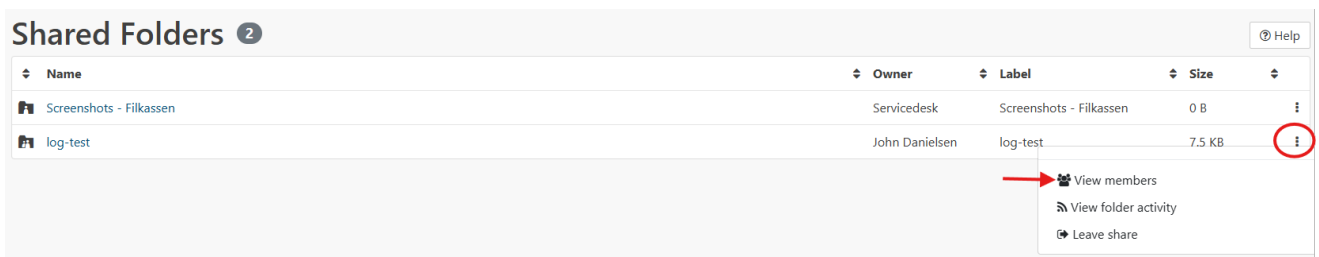 Shared Folders 2
Help
Name Owner Label Size
Screenshots - Filkassen Servicedesk Screenshots - Filkassen 0 B
log-test John Danielsen log-test 7.5 KB
View members
View folder activity
Leave share